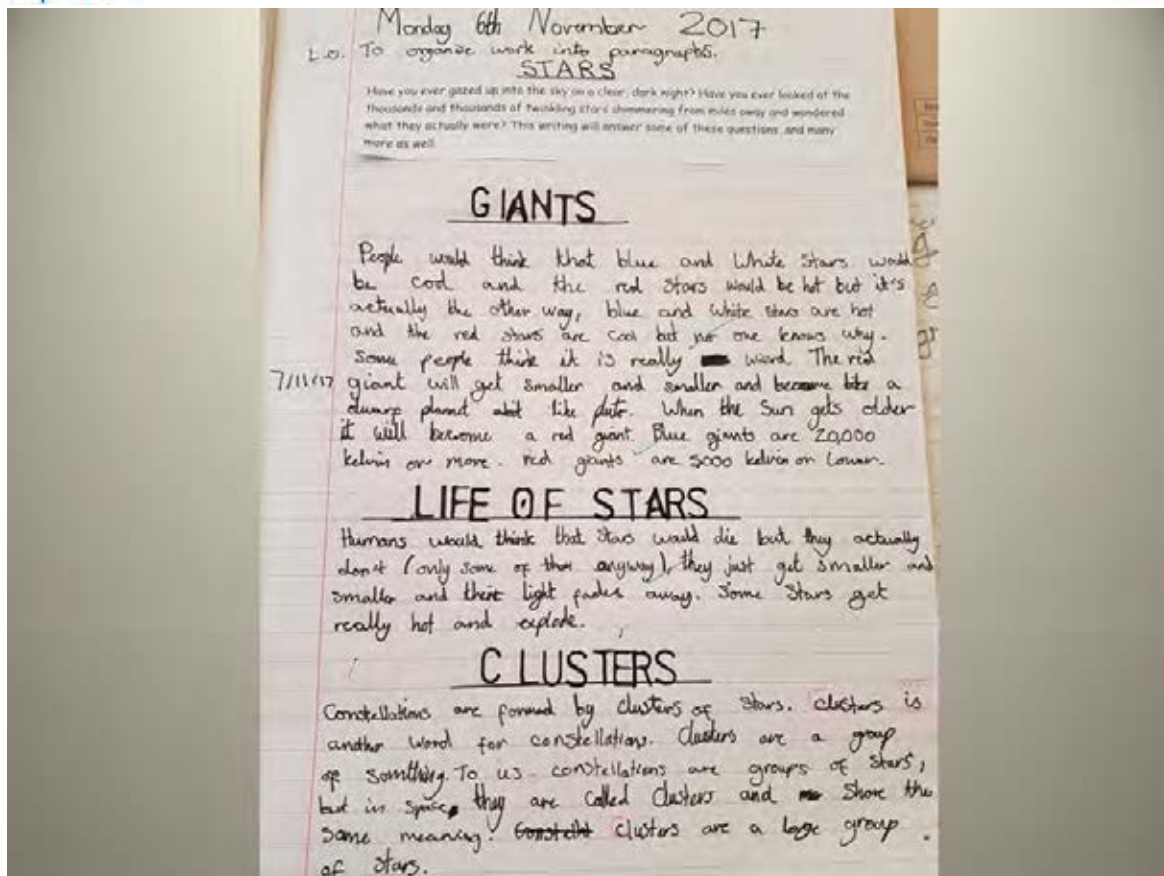 Monday 6th November 2017
L.O. To organise work into paragraphs.
STARS
Have you ever gazed up into the sky on a clear, dark night? Have you ever looked at the
thousands and thousands of twinkling stars shimmering from miles away and wondered
what they actually were? This writing will answer some of these questions, and many
more as well.
GIANTS
People would think that blue and White Stars would
be cool and the red Stars would be hot but it's
actually the other way, blue and white stars are hot
and the red stars are cool but no one knows why.
Some people think it is really wierd. The red
7/11/17 giant will get smaller and smaller and become like a
dwarf planet abit like pluto. When the Sun gets older
it will become a red giant. Blue giants are 20,000
kelvin or more. red giants are 5000 kelvin or Lower.
LIFE OF STARS
Humans would think that Stars would die but they actually
don't (only some of them anyway), they just get smaller and
smaller and their light fades away. Some Stars get
really hot and explode.
CLUSTERS
Constellations are formed by clusters of stars. clusters is
another word for constellation. Clusters are a group
of something. To us constellations are groups of stars,
but in space, they are called Clusters and share the
same meaning. clusters are a large group
of stars.